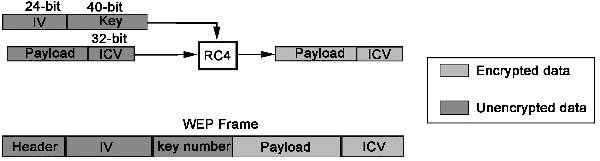 24-bit 40-bit
IV Key
32-bit
Payload ICV RC4 Payload ICV
Encrypted data
Unencrypted data
WEP Frame
Header IV key number Payload ICV